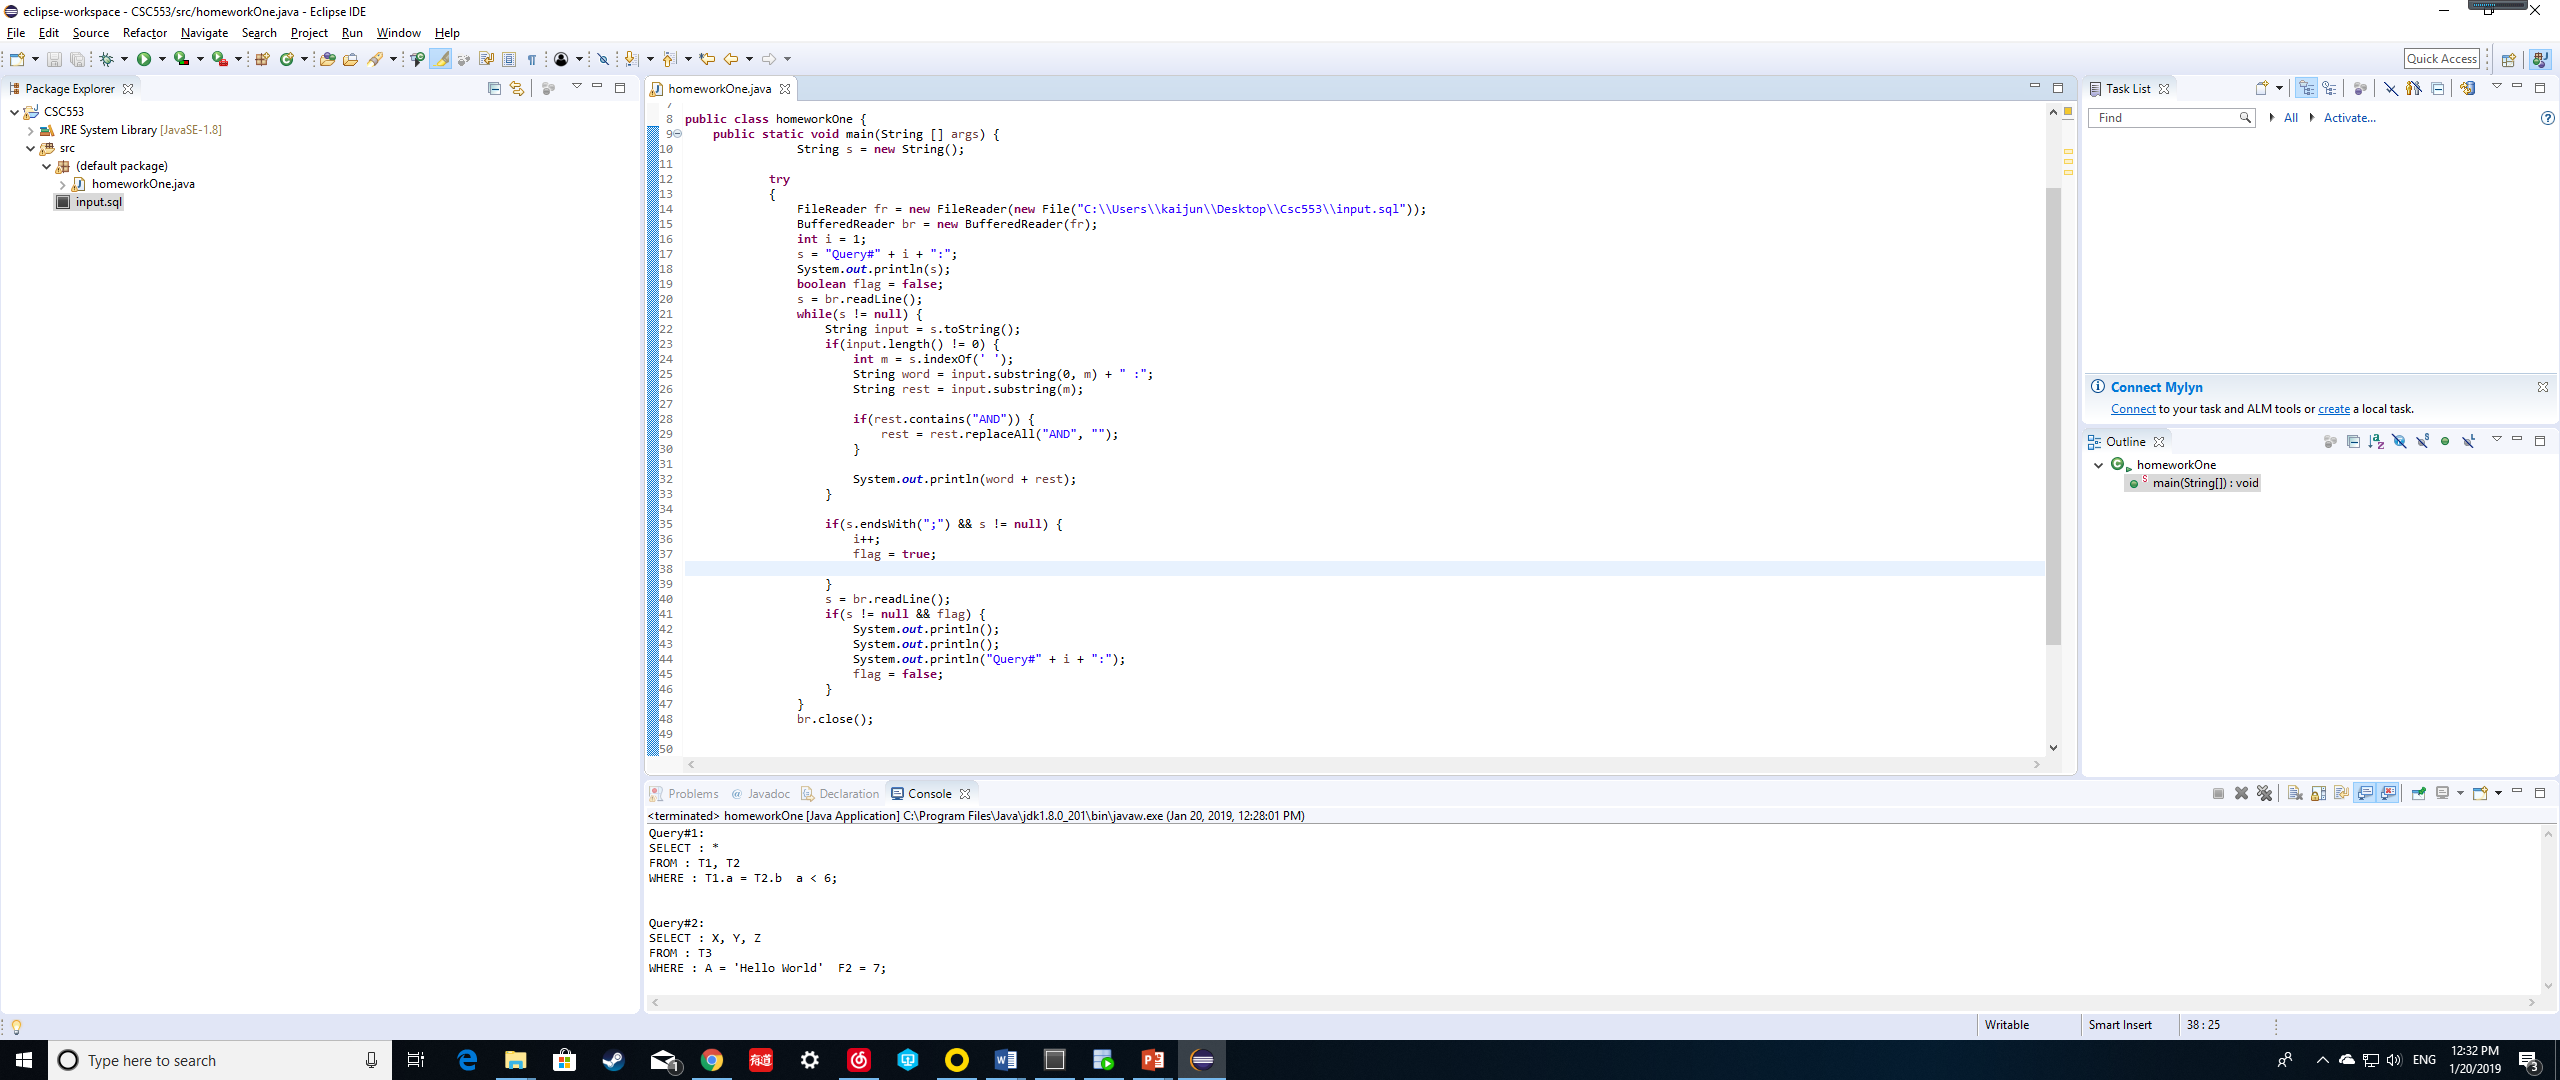 eclipse-workspace - CSC553/src/homeworkOne.java - Eclipse IDE
File Edit Source Refactor Navigate Search Project Run Window Help
Quick Access
Package Explorer
CSC553
JRE System Library [JavaSE-1.8]
src
(default package)
homeworkOne.java
input.sql
homeworkOne.java
7
8 public class homeworkOne {
9 public static void main(String [] args) {
10 String s = new String();
11
12 try
13 {
14 FileReader fr = new FileReader(new File("C:\\Users\\kaijun\\Desktop\\Csc553\\input.sql"));
15 BufferedReader br = new BufferedReader(fr);
16 int i = 1;
17 s = "Query#" + i + ":";
18 System.out.println(s);
19 boolean flag = false;
20 s = br.readLine();
21 while(s != null) {
22 String input = s.toString();
23 if(input.length() != 0) {
24 int m = s.indexOf(' ');
25 String word = input.substring(0, m) + " :";
26 String rest = input.substring(m);
27
28 if(rest.contains("AND")) {
29 rest = rest.replaceAll("AND", "");
30 }
31
32 System.out.println(word + rest);
33 }
34
35 if(s.endsWith(";") && s != null) {
36 i++;
37 flag = true;
38
39 }
40 s = br.readLine();
41 if(s != null && flag) {
42 System.out.println();
43 System.out.println();
44 System.out.println("Query#" + i + ":");
45 flag = false;
46 }
47 }
48 br.close();
49
50
Problems @ Javadoc Declaration Console
<terminated> homeworkOne [Java Application] C:\Program Files\Java\jdk1.8.0_201\bin\javaw.exe (Jan 20, 2019, 12:28:01 PM)
Query#1:
SELECT : *
FROM : T1, T2
WHERE : T1.a = T2.b  a < 6;
Query#2:
SELECT : X, Y, Z
FROM : T3
WHERE : A = 'Hello World'  F2 = 7;
Task List
Find All Activate...
Connect Mylyn
Connect to your task and ALM tools or create a local task.
Outline
homeworkOne
main(String[]) : void
Writable Smart Insert 38 : 25
Type here to search
1
有道
ENG
12:32 PM
1/20/2019
3